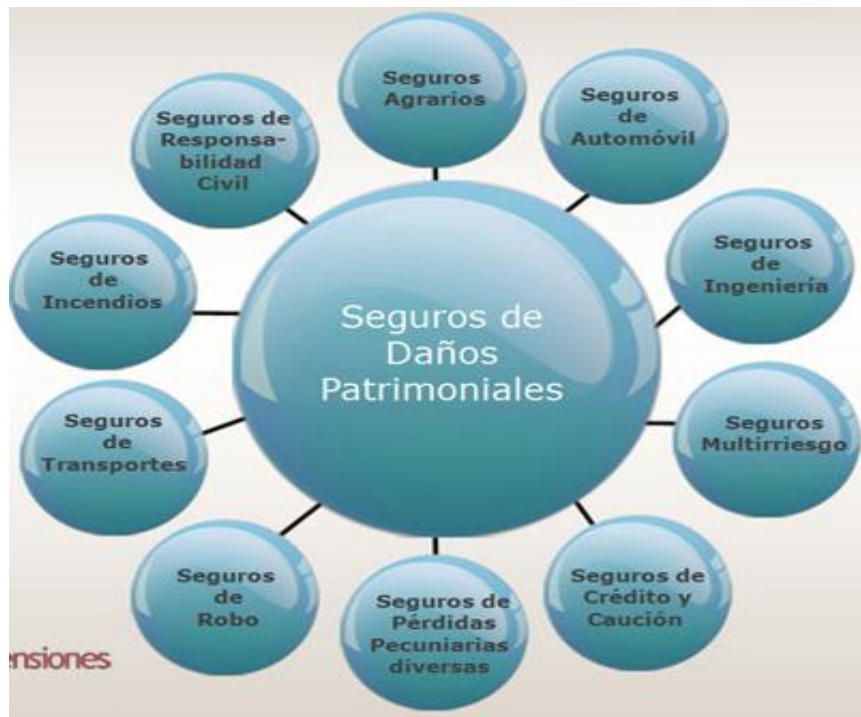 Seguros
Agrarios
Seguros
de
Automóvil
Seguros
de
Ingeniería
Seguros
Multirriesgo
Seguros de
Crédito y
Caución
Seguros de
Pérdidas
Pecuniarias
diversas
Seguros
de
Robo
Seguros
de
Transportes
Seguros
de
Incendios
Seguros de
Responsa-
bilidad
Civil
Seguros de
Daños
Patrimoniales
ensiones